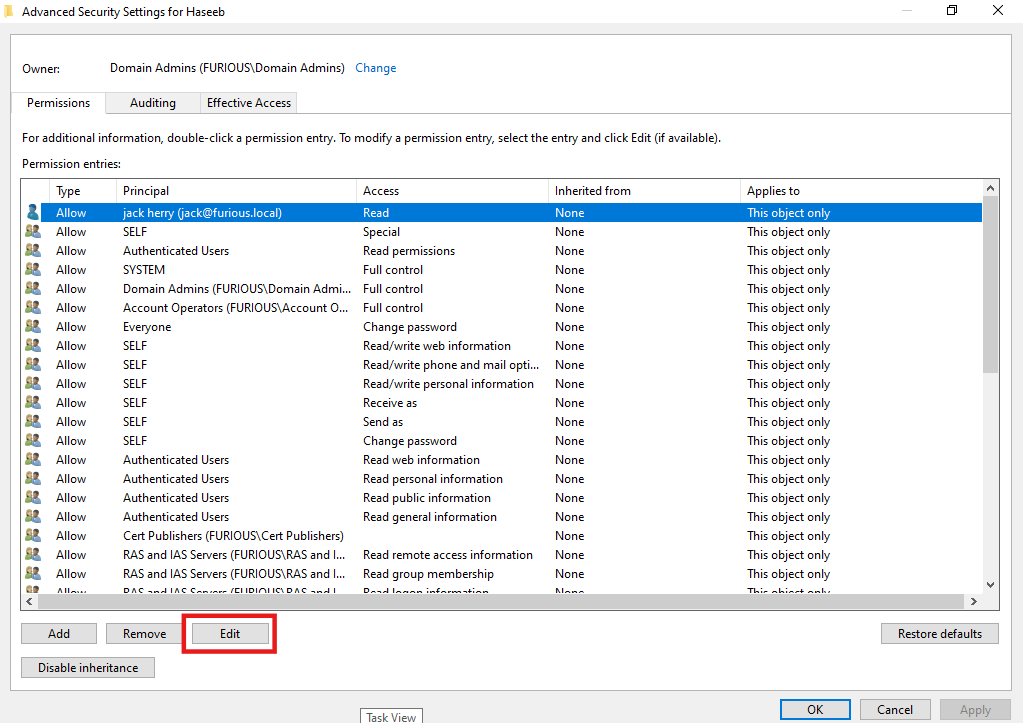 Advanced Security Settings for Haseeb
Owner: Domain Admins (FURIOUS\Domain Admins) Change
Permissions Auditing Effective Access
For additional information, double-click a permission entry. To modify a permission entry, select the entry and click Edit (if available).
Permission entries:
Type Principal Access Inherited from Applies to
Allow jack herry (jack@furious.local) Read None This object only
Allow SELF Special None This object only
Allow Authenticated Users Read permissions None This object only
Allow SYSTEM Full control None This object only
Allow Domain Admins (FURIOUS\Domain Admi... Full control None This object only
Allow Account Operators (FURIOUS\Account O... Full control None This object only
Allow Everyone Change password None This object only
Allow SELF Read/write web information None This object only
Allow SELF Read/write phone and mail opti... None This object only
Allow SELF Read/write personal information None This object only
Allow SELF Receive as None This object only
Allow SELF Send as None This object only
Allow SELF Change password None This object only
Allow Authenticated Users Read web information None This object only
Allow Authenticated Users Read personal information None This object only
Allow Authenticated Users Read public information None This object only
Allow Authenticated Users Read general information None This object only
Allow Cert Publishers (FURIOUS\Cert Publishers) None This object only
Allow RAS and IAS Servers (FURIOUS\RAS and I... Read remote access information None This object only
Allow RAS and IAS Servers (FURIOUS\RAS and I... Read group membership None This object only
Allow RAS and IAS Servers (FURIOUS\RAS and I... Read logon information None This object only
Add Remove Edit Restore defaults
Disable inheritance
OK Cancel Apply
Task View